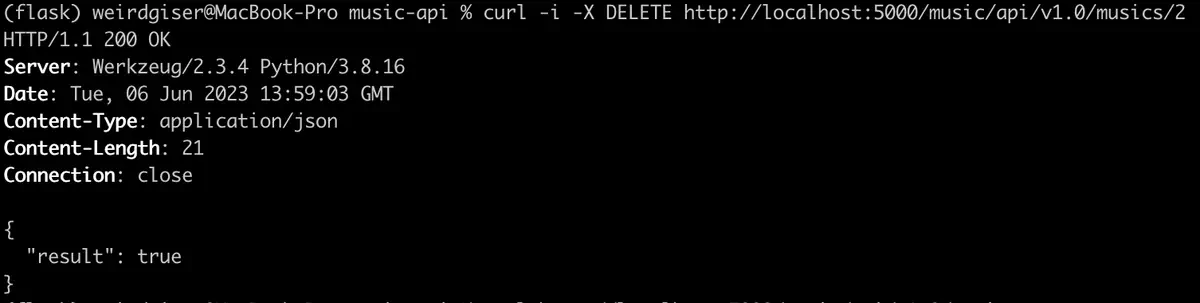 (flask) weirdgiser@MacBook-Pro music-api % curl -i -X DELETE http://localhost:5000/music/api/v1.0/musics/2
HTTP/1.1 200 OK
Server: Werkzeug/2.3.4 Python/3.8.16
Date: Tue, 06 Jun 2023 13:59:03 GMT
Content-Type: application/json
Content-Length: 21
Connection: close
{
  "result": true
}